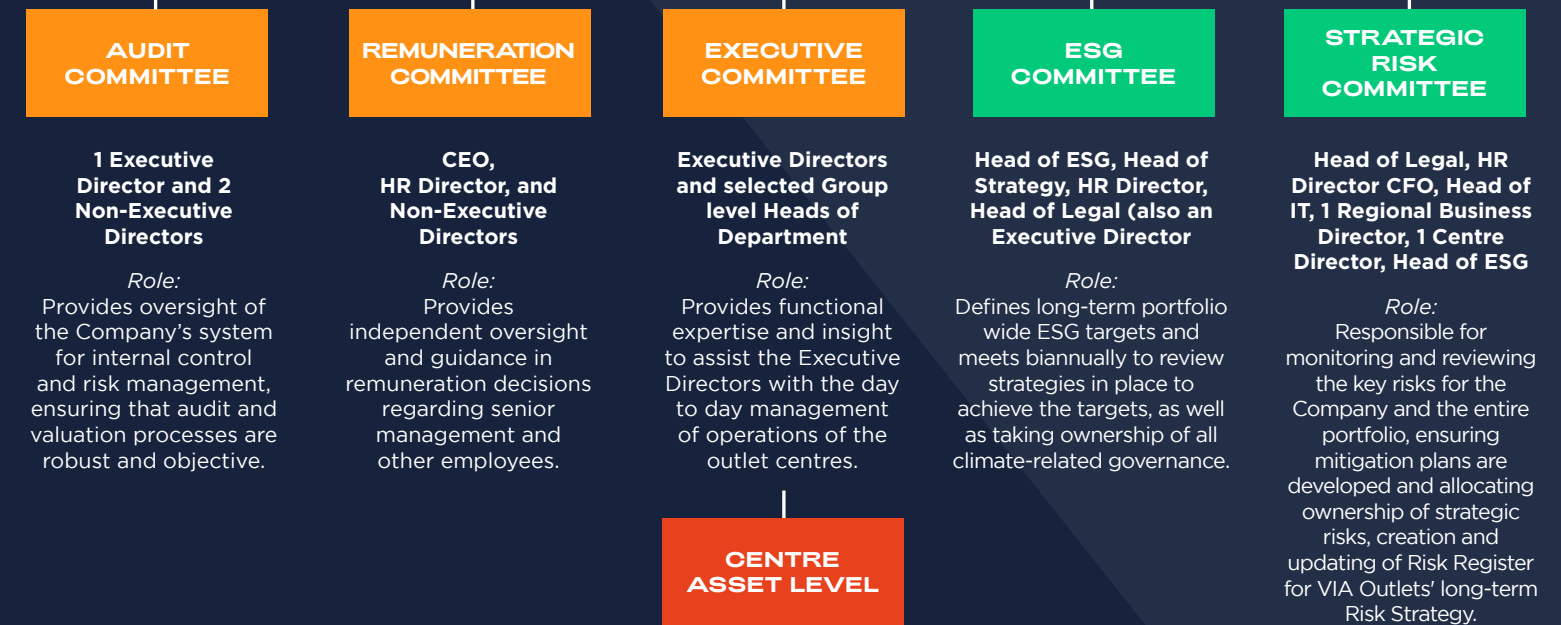 AUDIT
COMMITTEE
1 Executive
Director and 2
Non-Executive
Directors
Role:
Provides oversight of
the Company's system
for internal control
and risk management,
ensuring that audit and
valuation processes are
robust and objective.
REMUNERATION
COMMITTEE
CEO,
HR Director, and
Non-Executive
Directors
Role:
Provides
independent oversight
and guidance in
remuneration decisions
regarding senior
management and
other employees.
EXECUTIVE
COMMITTEE
Executive Directors
and selected Group
level Heads of
Department
Role:
Provides functional
expertise and insight
to assist the Executive
Directors with the day
to day management
of operations of the
outlet centres.
CENTRE
ASSET LEVEL
ESG
COMMITTEE
Head of ESG, Head of
Strategy, HR Director,
Head of Legal (also an
Executive Director
Role:
Defines long-term portfolio
wide ESG targets and
meets biannually to review
strategies in place to
achieve the targets, as well
as taking ownership of all
climate-related governance.
STRATEGIC
RISK
COMMITTEE
Head of Legal, HR
Director CFO, Head of
IT, 1 Regional Business
Director, 1 Centre
Director, Head of ESG
Role:
Responsible for
monitoring and reviewing
the key risks for the
Company and the entire
portfolio, ensuring
mitigation plans are
developed and allocating
ownership of strategic
risks, creation and
updating of Risk Register
for VIA Outlets' long-term
Risk Strategy.